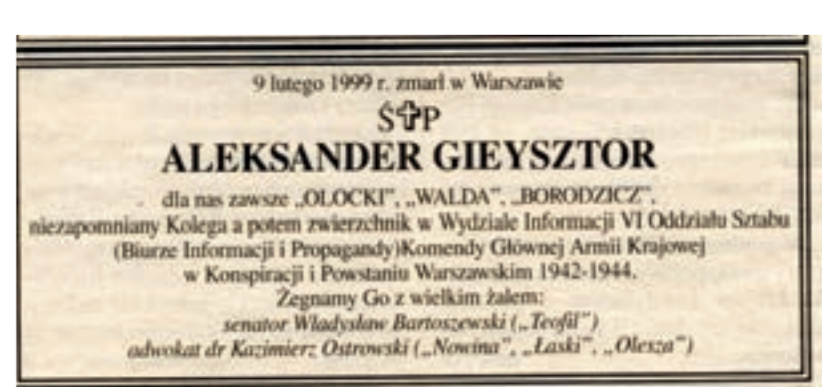 9 lutego 1999 r. zmarł w Warszawie
Ś✞P
ALEKSANDER GIEYSZTOR
dla nas zawsze „OLOCKI", „WALDA", „BORODZICZ",
niezapomniany Kolega a potem zwierzchnik w Wydziale Informacji VI Oddziału Sztabu
(Biurze Informacji i Propagandy)Komendy Głównej Armii Krajowej
w Konspiracji i Powstaniu Warszawskim 1942-1944.
Żegnamy Go z wielkim żalem:
senator Władysław Bartoszewski („Teofil")
adwokat dr Kazimierz Ostrowski („Nowina", „Łaski", „Olesza")